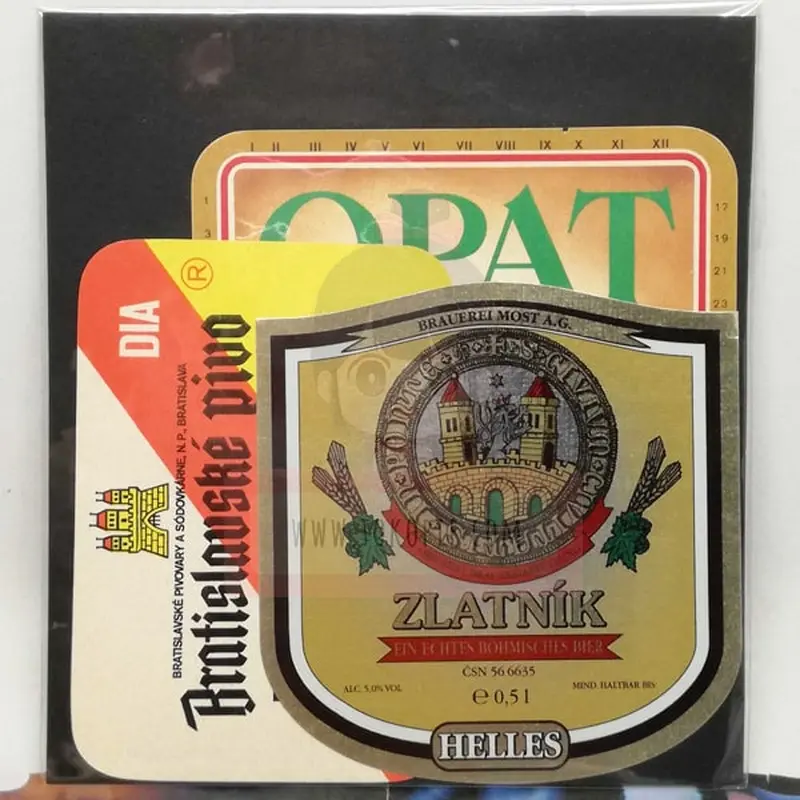 I II III IV V VI VII VIII IX X XI XII
1
3
17
19
21
23
OPAT
DIA
®
Bratislavské pivo
BRATISLAVSKÉ PIVOVARY A SÓDOVKÁRNE, N.P., BRATISLAVA
BRAUEREI MOST A.G.
ZLATNÍK
EIN ECHTES BÖHMISCHES BIER
ČSN 56 6635
ALC. 5,0% VOL
MIND. HALTBAR BIS:
℮ 0,5 l
HELLES